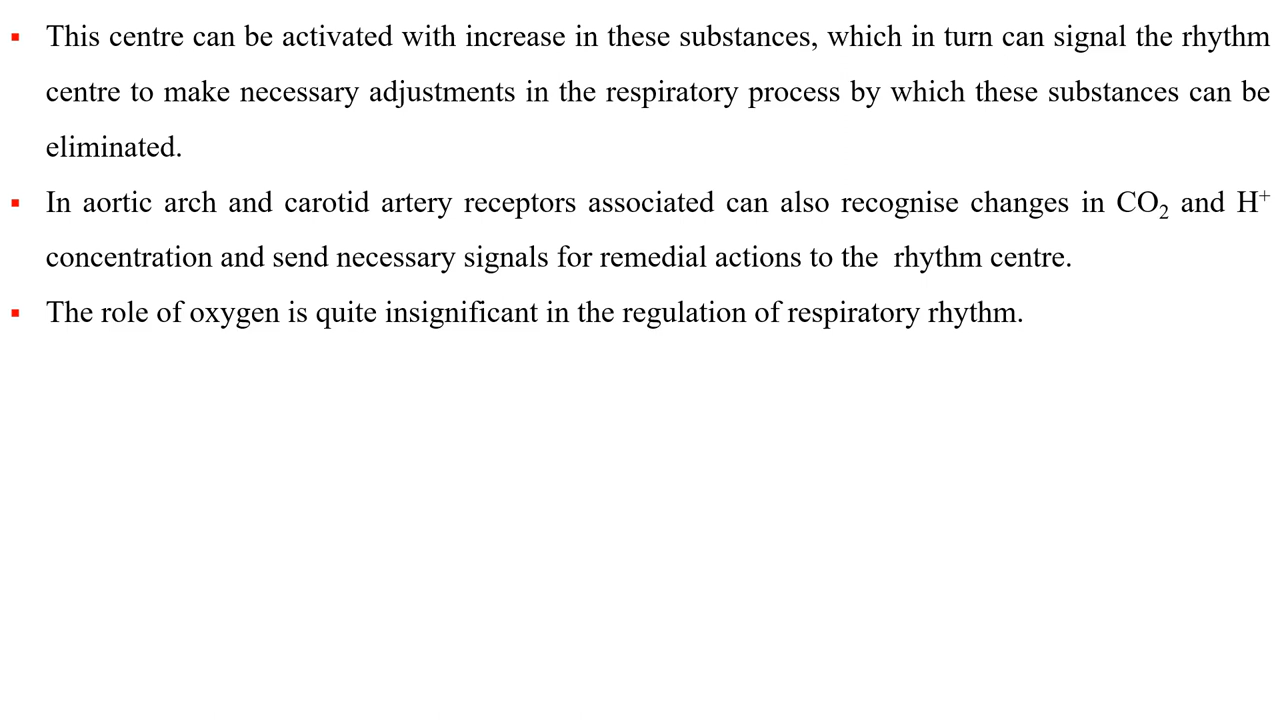 ▪ This centre can be activated with increase in these substances, which in turn can signal the rhythm
centre to make necessary adjustments in the respiratory process by which these substances can be
eliminated.
▪ In aortic arch and carotid artery receptors associated can also recognise changes in CO₂ and H⁺
concentration and send necessary signals for remedial actions to the  rhythm centre.
▪ The role of oxygen is quite insignificant in the regulation of respiratory rhythm.